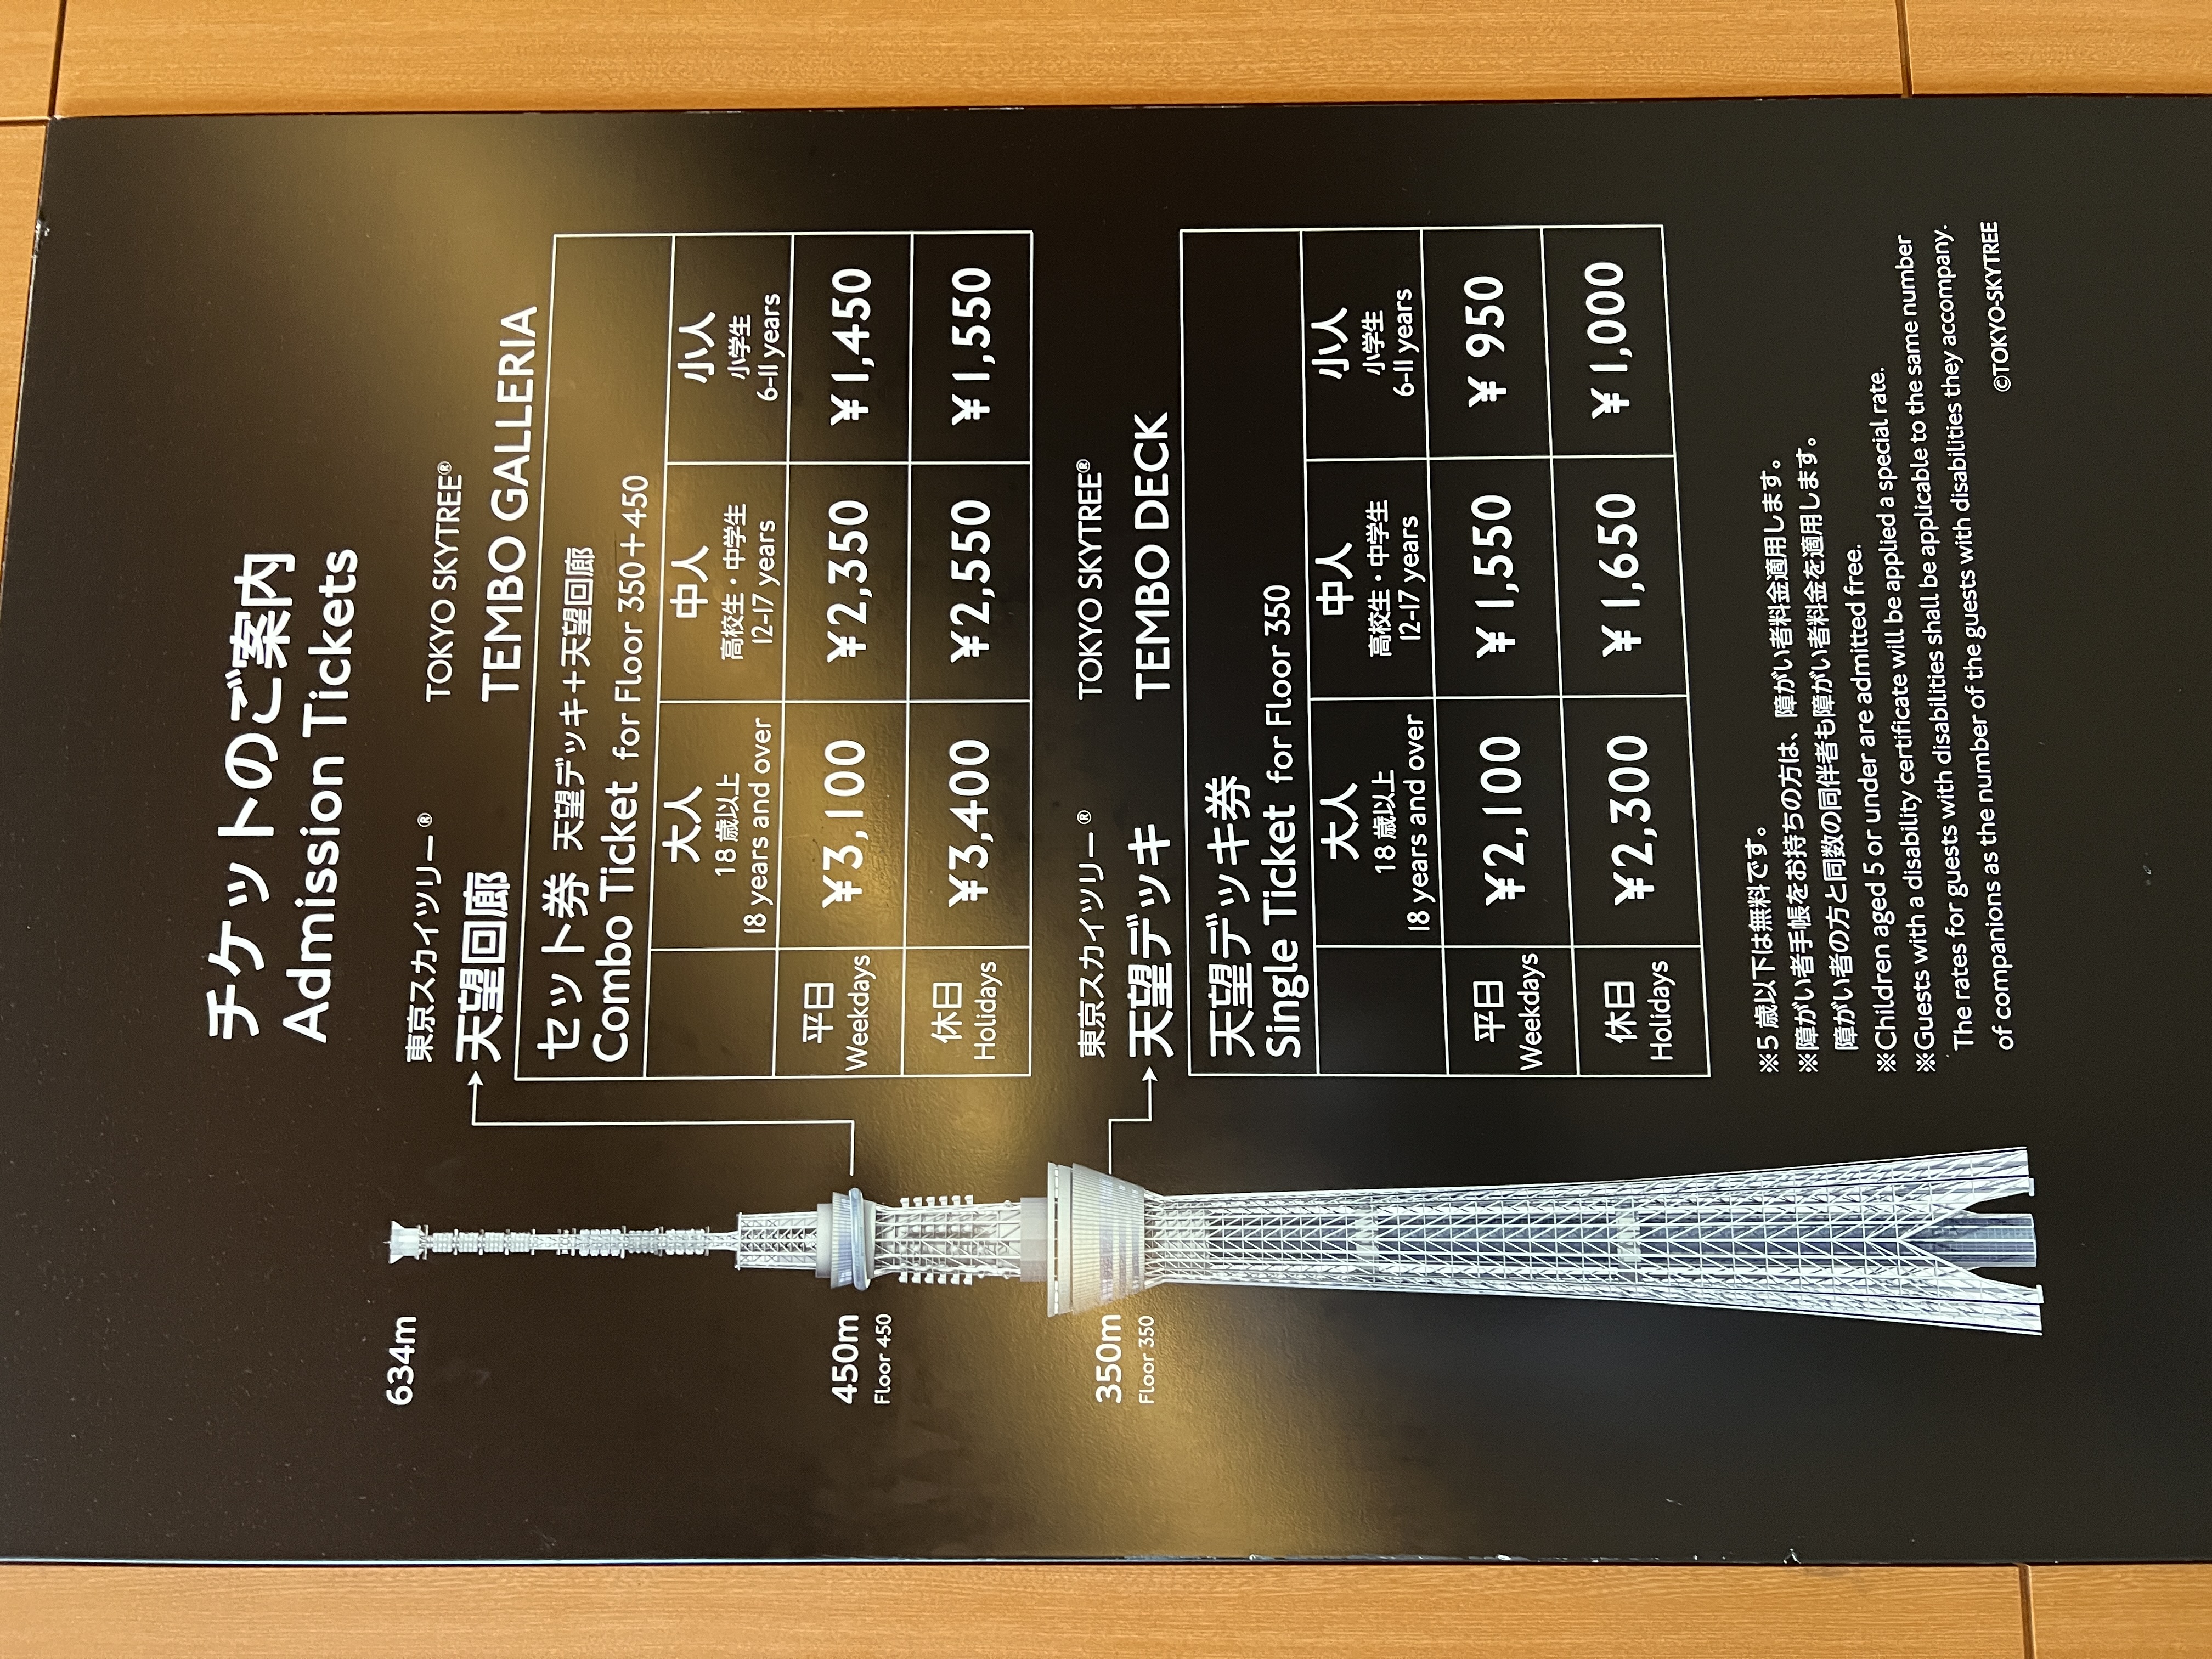 チケットのご案内
Admission Tickets
634m
東京スカイツリー® TOKYO SKYTREE®
天望回廊 TEMBO GALLERIA
セット券 天望デッキ+天望回廊
Combo Ticket for Floor 350+450
大人 中人 小人
18歳以上 高校生・中学生 小学生
18 years and over 12-17 years 6-11 years
450m
Floor 450
平日 ¥3,100 ¥2,350 ¥1,450
Weekdays
休日 ¥3,400 ¥2,550 ¥1,550
Holidays
350m
Floor 350
東京スカイツリー® TOKYO SKYTREE®
天望デッキ TEMBO DECK
天望デッキ券
Single Ticket for Floor 350
大人 中人 小人
18歳以上 高校生・中学生 小学生
18 years and over 12-17 years 6-11 years
平日 ¥2,100 ¥1,550 ¥ 950
Weekdays
休日 ¥2,300 ¥1,650 ¥1,000
Holidays
※5歳以下は無料です。
※障がい者手帳をお持ちの方は、障がい者料金適用します。
障がい者の方と同数の同伴者も障がい者料金を適用します。
※Children aged 5 or under are admitted free.
※Guests with a disability certificate will be applied a special rate.
The rates for guests with disabilities shall be applicable to the same number
of companions as the number of the guests with disabilities they accompany.
©TOKYO-SKYTREE